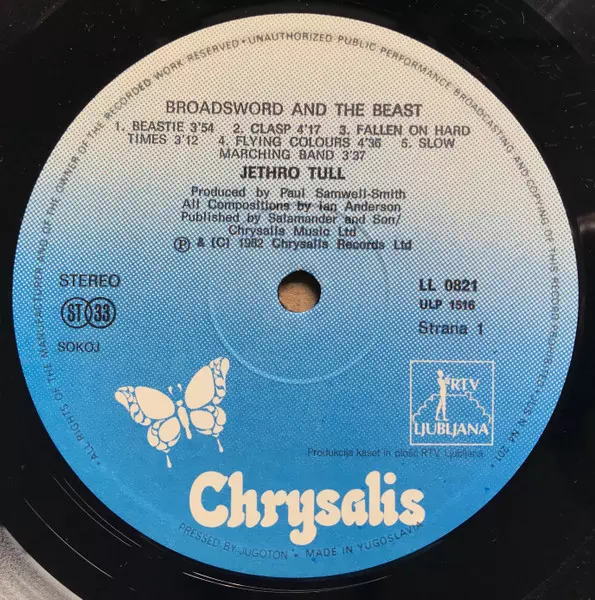 · ALL RIGHTS OF THE MANUFACTURER AND OF THE OWNER OF THE RECORDED WORK RESERVED · UNAUTHORIZED PUBLIC PERFORMANCE BROADCASTING AND COPYING OF THIS RECORD PROHIBITED
BROADSWORD AND THE BEAST
1. BEASTIE 3'54 2. CLASP 4'17 3. FALLEN ON HARD
TIMES 3'12 4. FLYING COLOURS 4'36 5. SLOW
MARCHING BAND 3'37
JETHRO TULL
Produced by Paul Samwell-Smith
All Compositions by Ian Anderson
Published by Salamander and Son/
Chrysalis Music Ltd
Ⓟ & (C) 1982 Chrysalis Records Ltd
STEREO
ST 33
SOKOJ
LL 0821
ULP 1516
Strana 1
RTV
LJUBLJANA
Produkcija kaset in plošč RTV Ljubljana
Chrysalis
PRESSED BY JUGOTON · MADE IN YUGOSLAVIA